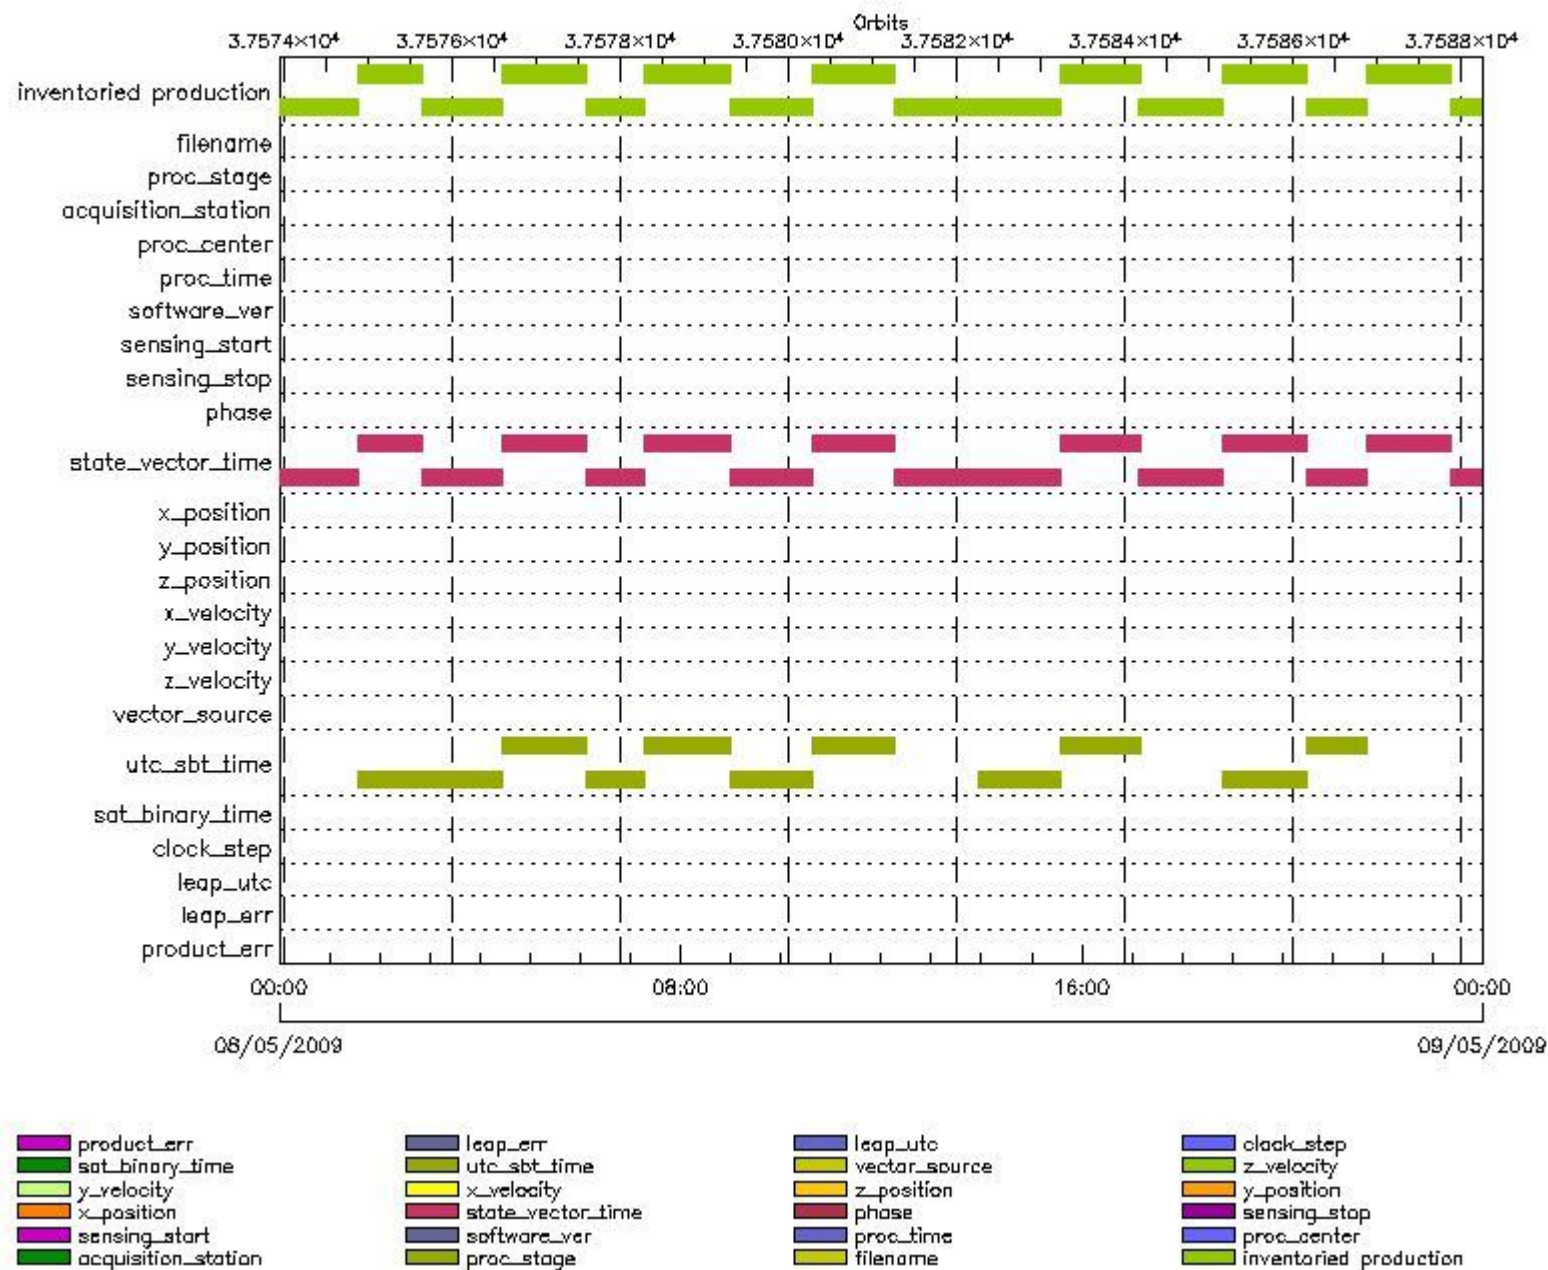 Orbits
3.7574×10⁴ 3.7576×10⁴ 3.7578×10⁴ 3.7580×10⁴ 3.7582×10⁴ 3.7584×10⁴ 3.7586×10⁴ 3.7588×10⁴
inventoried production
filename
proc_stage
acquisition_station
proc_center
proc_time
software_ver
sensing_start
sensing_stop
phase
state_vector_time
x_position
y_position
z_position
x_velocity
y_velocity
z_velocity
vector_source
utc_sbt_time
sat_binary_time
clock_step
leap_utc
leap_err
product_err
00:00 08:00 16:00 00:00
08/05/2009 09/05/2009
product_err leap_err leap_utc clock_step
sat_binary_time utc_sbt_time vector_source z_velocity
y_velocity x_velocity z_position y_position
x_position state_vector_time phase sensing_stop
sensing_start software_ver proc_time proc_center
acquisition_station proc_stage filename inventoried production